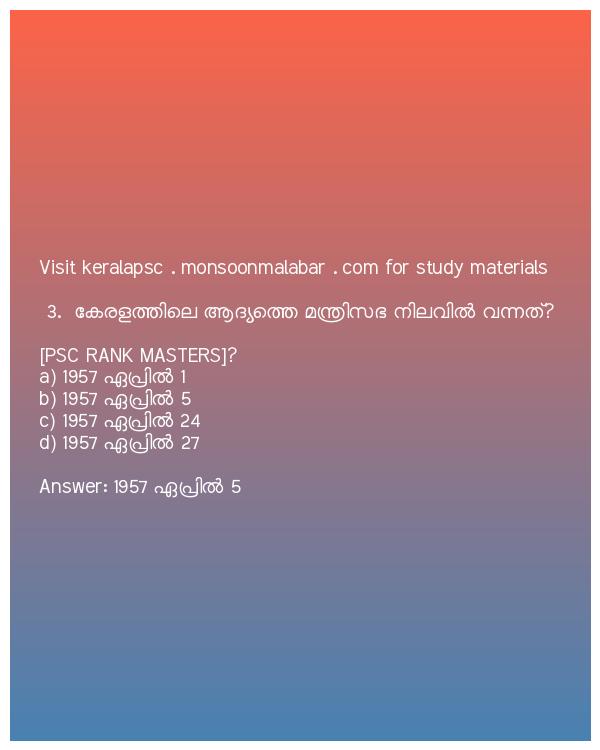 Visit keralapsc . monsoonmalabar . com for study materials
3. കേരളത്തിലെ ആദ്യത്തെ മന്ത്രിസഭ നിലവിൽ വന്നത്?
[PSC RANK MASTERS]?
a) 1957 ഏപ്രിൽ 1
b) 1957 ഏപ്രിൽ 5
c) 1957 ഏപ്രിൽ 24
d) 1957 ഏപ്രിൽ 27
Answer: 1957 ഏപ്രിൽ 5